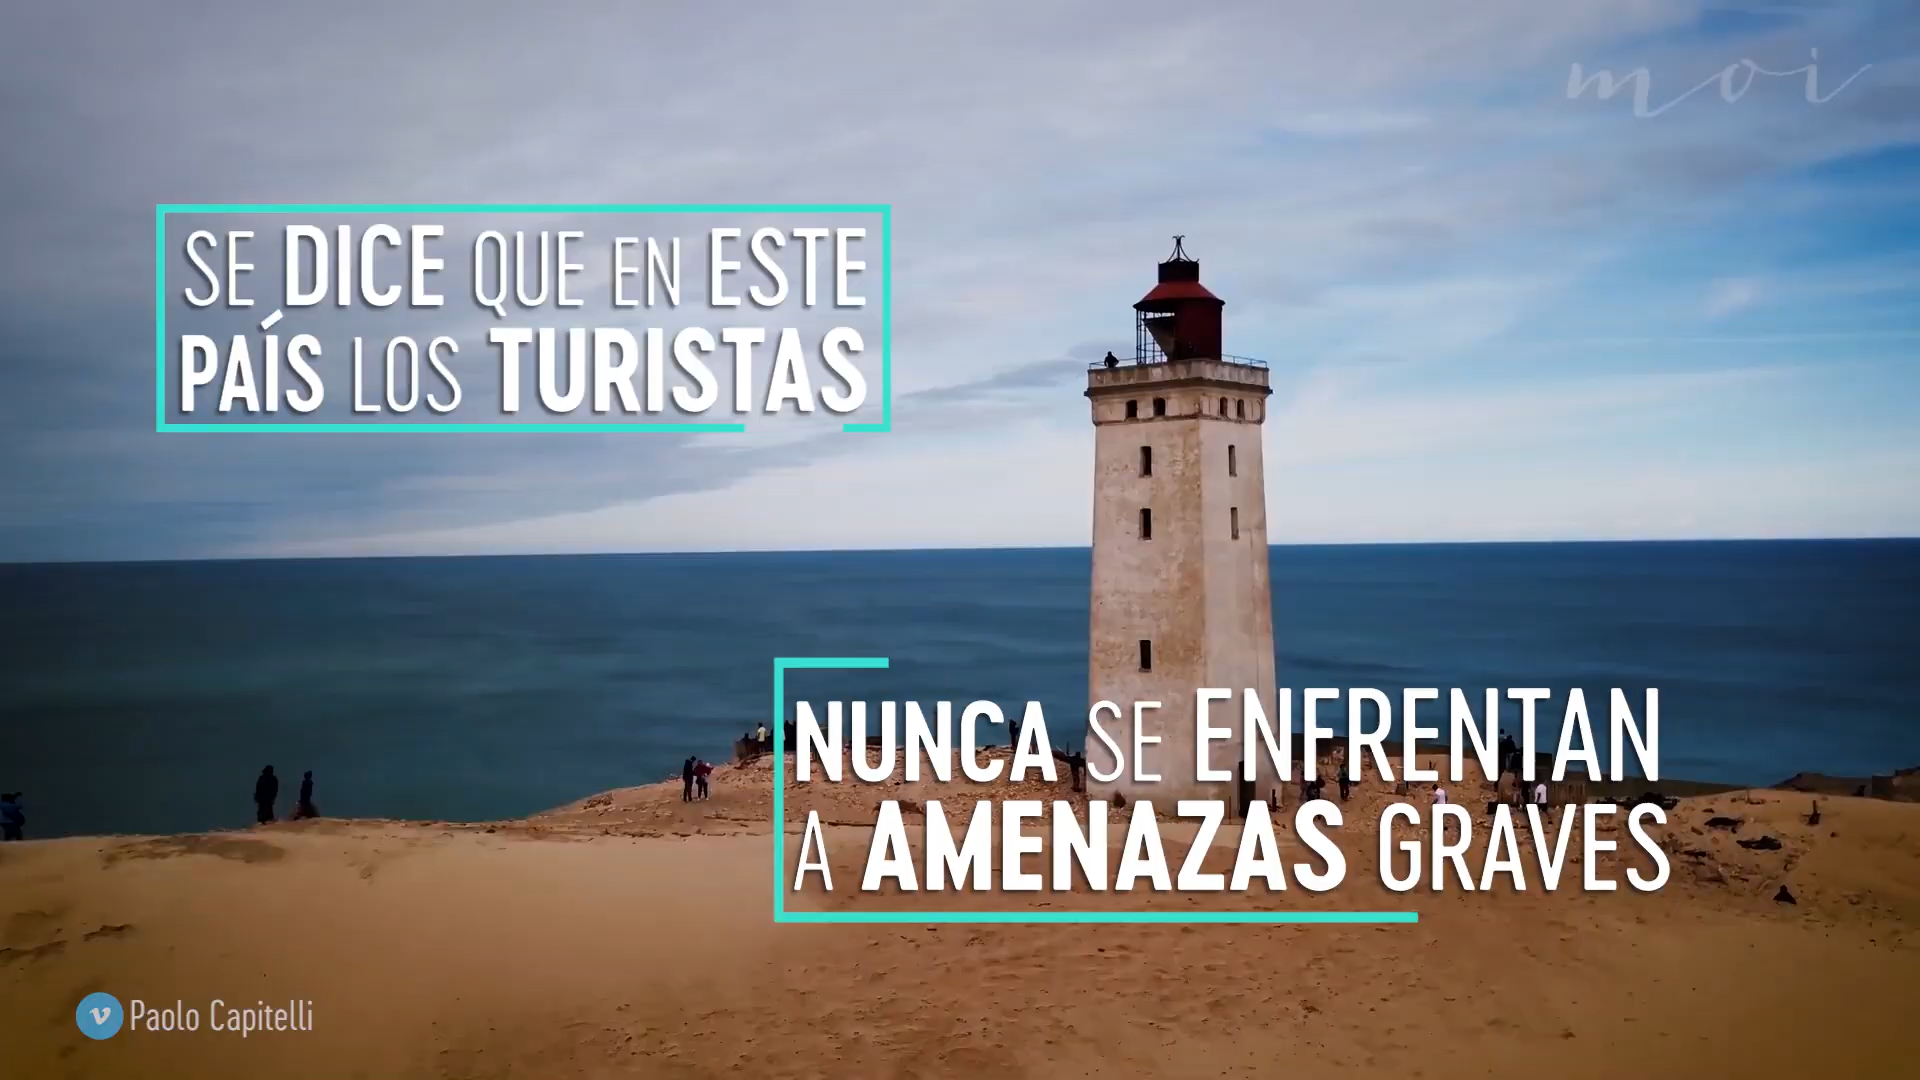 moi
SE DICE QUE EN ESTE
PAÍS LOS TURISTAS
NUNCA SE ENFRENTAN
A AMENAZAS GRAVES
Paolo Capitelli